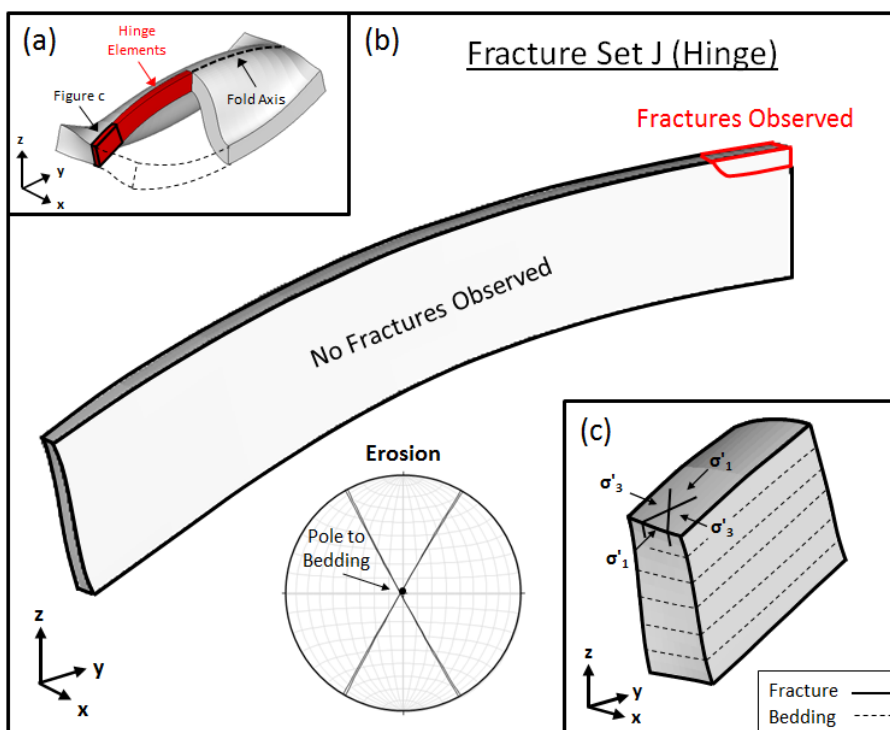 (a)
Hinge
Elements
Figure c
Fold Axis
z
y
x
(b)
Fracture Set J (Hinge)
Fractures Observed
No Fractures Observed
Erosion
Pole to
Bedding
z
y
x
(c)
σ'1
σ'3
σ'3
σ'1
z
y
x
Fracture
Bedding